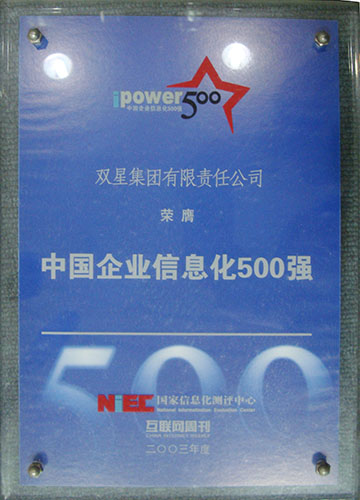 ipower500
中国企业信息化500强
双星集团有限责任公司
荣膺
中国企业信息化500强
500
NIEC 国家信息化测评中心
National Informatization Evaluation Center
互联网周刊
CHINA INTERNET WEEKLY
二〇〇三年度